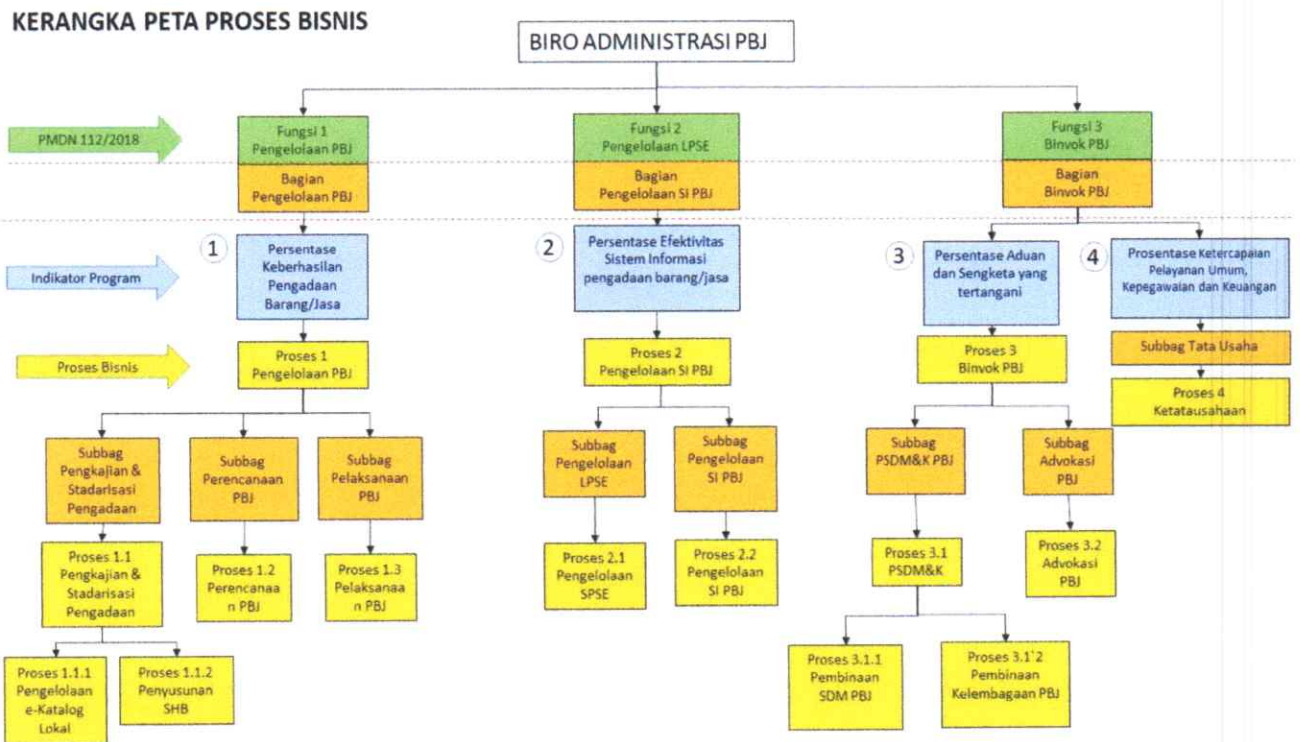 KERANGKA PETA PROSES BISNIS
BIRO ADMINISTRASI PBJ
PMDN 112/2018
Fungsi 1
Pengelolaan PBJ
Fungsi 2
Pengelolaan LPSE
Fungsi 3
Binvok PBJ
Bagian
Pengelolaan PBJ
Bagian
Pengelolaan SI PBJ
Bagian
Binvok PBJ
Indikator Program
1
Persentase
Keberhasilan
Pengadaan
Barang/Jasa
2
Persentase Efektivitas
Sistem Informasi
pengadaan barang/jasa
3
Persentase Aduan
dan Sengketa yang
tertangani
4
Prosentase Ketercapaian
Pelayanan Umum,
Kepegawaian dan Keuangan
Proses Bisnis
Proses 1
Pengelolaan PBJ
Proses 2
Pengelolaan SI PBJ
Proses 3
Binvok PBJ
Subbag Tata Usaha
Proses 4
Ketatausahaan
Subbag
Pengkajian &
Stadarisasi
Pengadaan
Subbag
Perencanaan
PBJ
Subbag
Pelaksanaan
PBJ
Subbag
Pengelolaan
LPSE
Subbag
Pengelolaan
SI PBJ
Subbag
PSDM&K PBJ
Subbag
Advokasi
PBJ
Proses 1.1
Pengkajian &
Stadarisasi
Pengadaan
Proses 1.2
Perencanaa
n PBJ
Proses 1.3
Pelaksanaa
n PBJ
Proses 2.1
Pengelolaan
SPSE
Proses 2.2
Pengelolaan
SI PBJ
Proses 3.1
PSDM&K
Proses 3.2
Advokasi
PBJ
Proses 1.1.1
Pengelolaan
e-Katalog
Lokal
Proses 1.1.2
Penyusunan
SHB
Proses 3.1.1
Pembinaan
SDM PBJ
Proses 3.1.2
Pembinaan
Kelembagaan PBJ